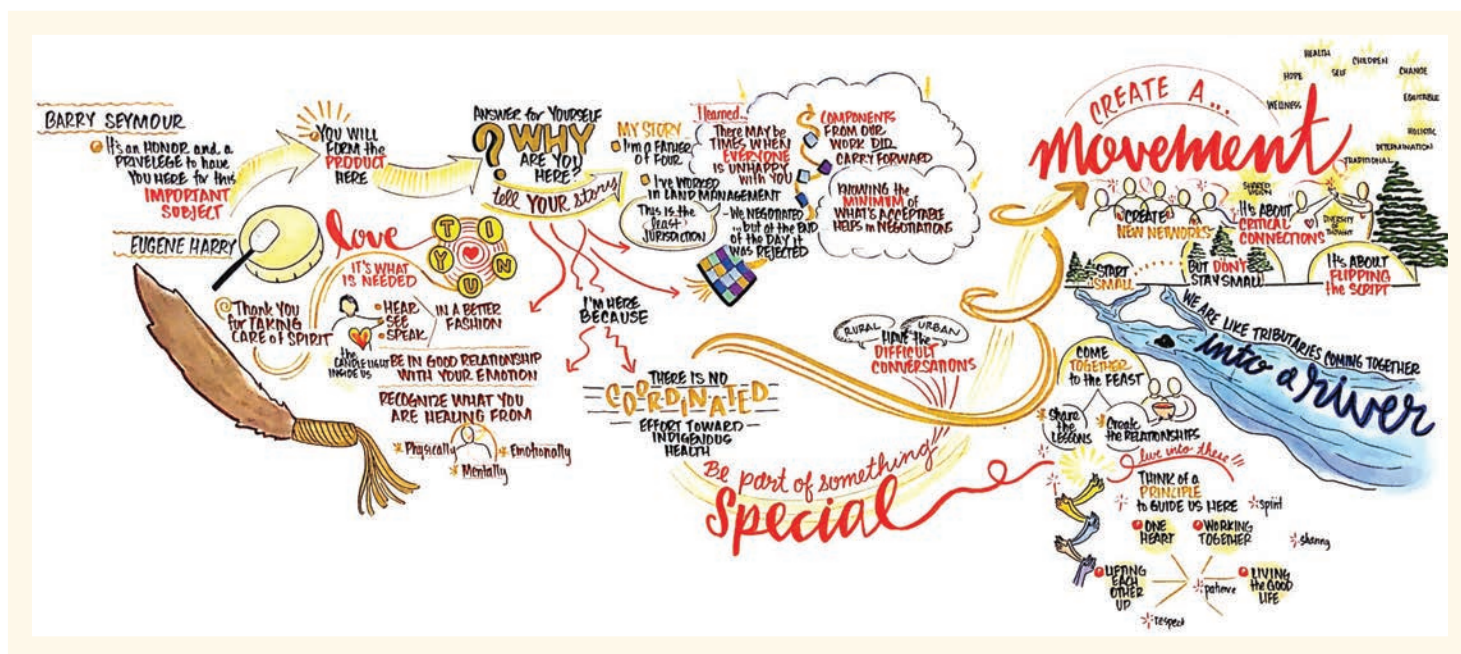 BARRY SEYMOUR
It's an HONOR and a
PRIVELEGE to have
YOU HERE for this
IMPORTANT
SUBJECT
YOU WILL
FORM the
PRODUCT
HERE
ANSWER for YOURSELF
? WHY
ARE YOU
HERE?
tell YOUR story
MY STORY
I'm a FATHER
OF FOUR
I'VE WORKED
IN LAND MANAGEMENT
This is the
least
JURISDICTION
I learned...
There may be
TIMES WHEN
EVERYONE
IS UNHAPPY
with YOU
- WE NEGOTIATED
...but at the END
OF the DAY it
WAS REJECTED
COMPONENTS
FROM OUR
WORK DID
CARRY FORWARD
KNOWING the
MINIMUM of
WHAT'S ACCEPTABLE
HELPS in NEGOTIATIONS
EUGENE HARRY
love
IT'S WHAT
IS NEEDED
U
N
I
T
Y
Thank YOU
for TAKING
CARE of SPIRIT
the
CANDLELIGHT
INSIDE US
HEAR
SEE
SPEAK
IN A BETTER
FASHION
BE IN GOOD RELATIONSHIP
WITH YOUR EMOTION
RECOGNIZE WHAT YOU
ARE HEALING FROM
Physically
Emotionally
Mentally
I'M HERE
BECAUSE
THERE IS NO
COORDINATED
EFFORT TOWARD
INDIGENOUS
HEALTH
RURAL
URBAN
HAVE the
DIFFICULT
CONVERSATIONS
Be part of something
Special
CREATE A...
Movement
WELLNESS
HOPE
HEALTH
SELF
CHILDREN
CHANGE
EQUITABLE
HOLISTIC
DETERMINATION
TRADITIONAL
CREATE
NEW NETWORKS
SHARED
VISION
IT'S ABOUT
CRITICAL
CONNECTIONS
DIVERSITY
OF THOUGHT
START
SMALL
BUT DON'T
STAY SMALL
It's ABOUT
FLIPPING
the SCRIPT
WE ARE LIKE TRIBUTARIES COMING TOGETHER
into a river
COME
TOGETHER
to the FEAST
Share
the
LESSONS
Create
the RELATIONSHIPS
live into these!!!
THINK of a
PRINCIPLE
to GUIDE US HERE
spirit
ONE
HEART
WORKING
TOGETHER
sharing
LIFTING
EACH
OTHER
UP
patience
LIVING
the GOOD
LIFE
respect